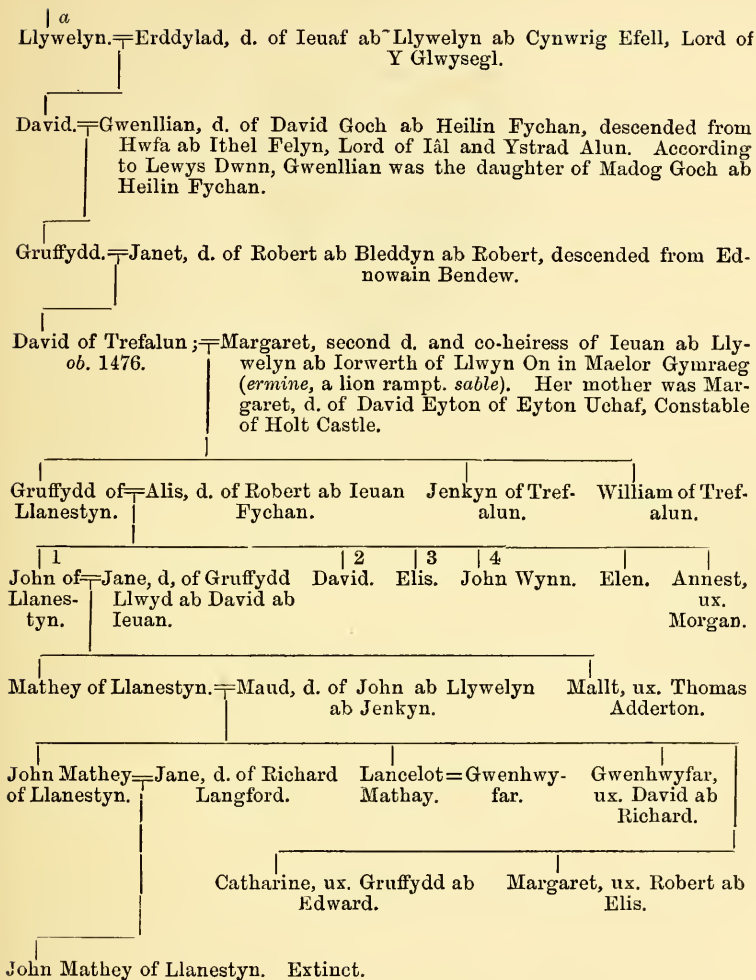 a
Llywelyn.=Erddylad, d. of Ieuaf ab Llywelyn ab Cynwrig Efell, Lord of
Y Glwysegl.
David.=Gwenllian, d. of David Goch ab Heilin Fychan, descended from
Hwfa ab Ithel Felyn, Lord of Iâl and Ystrad Alun. According
to Lewys Dwnn, Gwenllian was the daughter of Madog Goch ab
Heilin Fychan.
Gruffydd.=Janet, d. of Robert ab Bleddyn ab Robert, descended from Ed-
nowain Bendew.
David of Trefalun;=Margaret, second d. and co-heiress of Ieuan ab Lly-
ob. 1476. welyn ab Iorwerth of Llwyn On in Maelor Gymraeg
(ermine, a lion rampt. sable). Her mother was Mar-
garet, d. of David Eyton of Eyton Uchaf, Constable
of Holt Castle.
Gruffydd of=Alis, d. of Robert ab Ieuan Jenkyn of Tref- William of Tref-
Llanestyn. Fychan. alun. alun.
1 2 3 4
John of=Jane, d, of Gruffydd David. Elis. John Wynn. Elen. Annest,
Llanes- Llwyd ab David ab ux.
tyn. Ieuan. Morgan.
Mathey of Llanestyn.=Maud, d. of John ab Llywelyn Mallt, ux. Thomas
ab Jenkyn. Adderton.
John Mathey=Jane, d. of Richard Lancelot=Gwenhwy- Gwenhwyfar,
of Llanestyn. Langford. Mathay. far. ux. David ab
Richard.
Catharine, ux. Gruffydd ab Margaret, ux. Robert ab
Edward. Elis.
John Mathey of Llanestyn. Extinct.